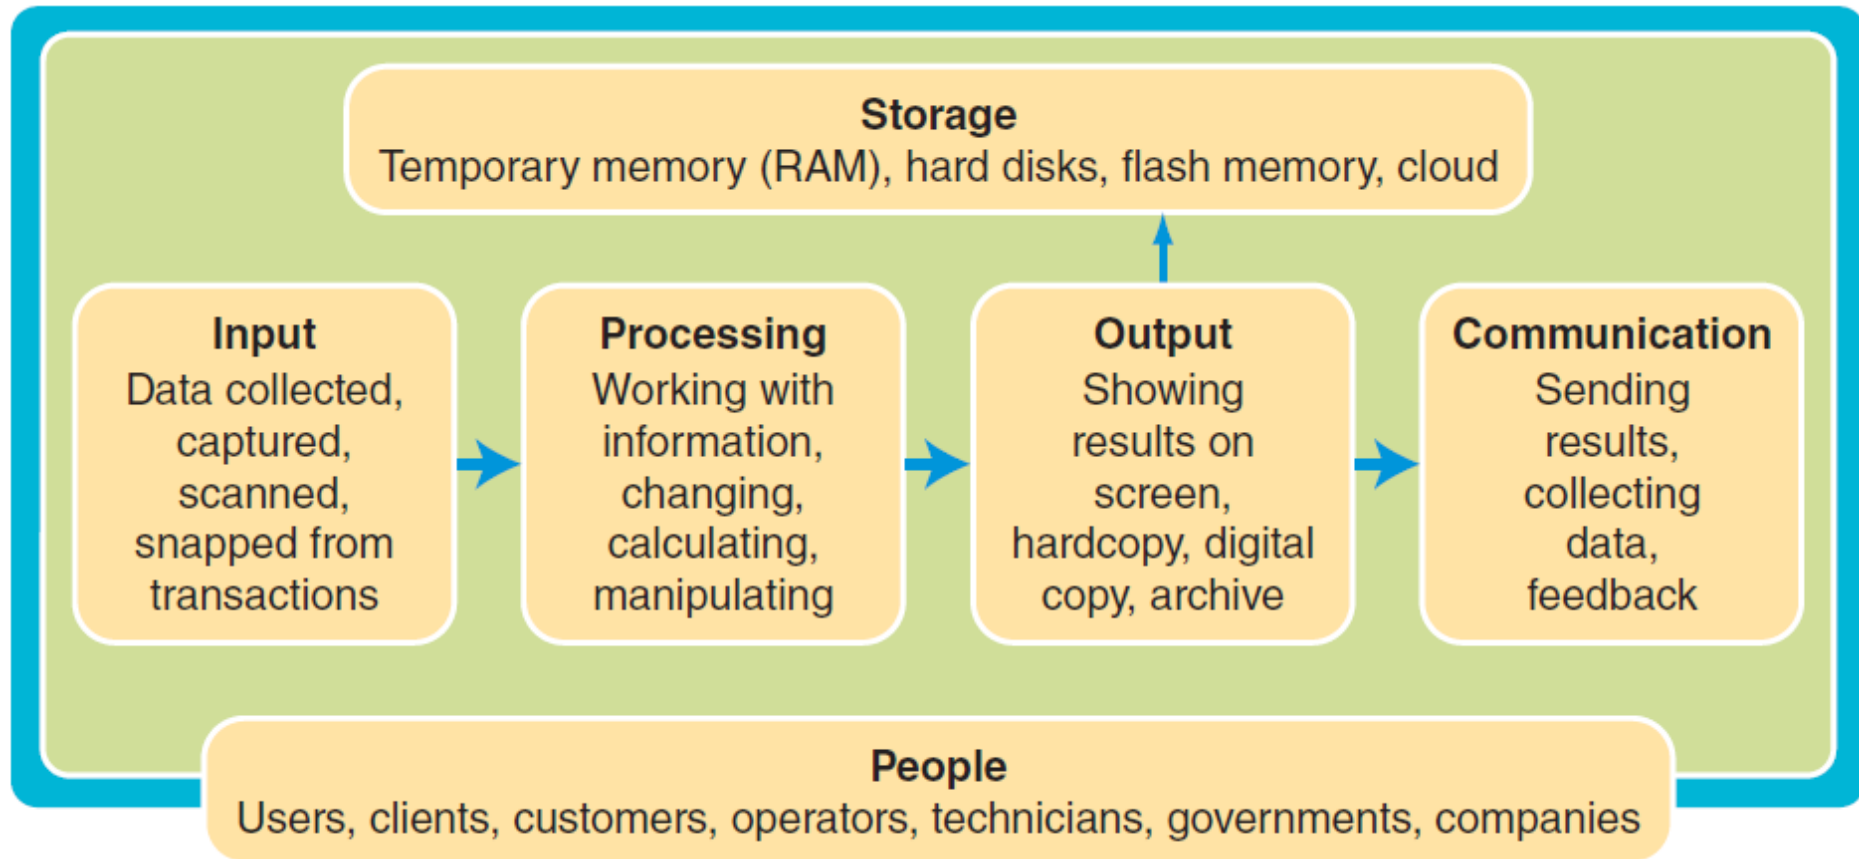 Storage
Temporary memory (RAM), hard disks, flash memory, cloud
Input
Data collected,
captured,
scanned,
snapped from
transactions
Processing
Working with
information,
changing,
calculating,
manipulating
Output
Showing
results on
screen,
hardcopy, digital
copy, archive
Communication
Sending
results,
collecting
data,
feedback
People
Users, clients, customers, operators, technicians, governments, companies